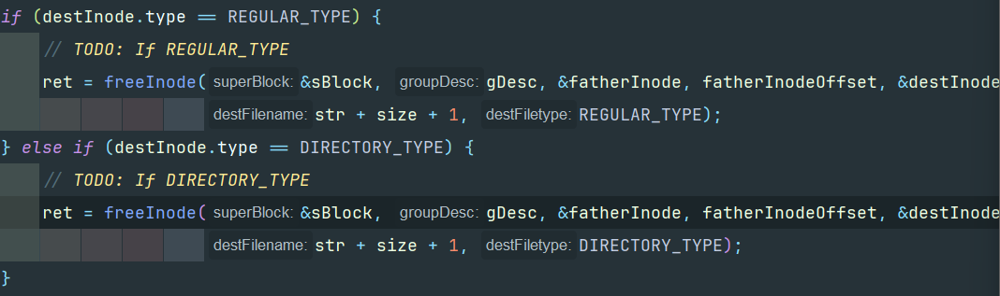 if (destInode.type == REGULAR_TYPE) {
// TODO: If REGULAR_TYPE
ret = freeInode( superBlock: &sBlock, groupDesc: gDesc, &fatherInode, fatherInodeOffset, &destInode
destFilename: str + size + 1, destFiletype: REGULAR_TYPE);
} else if (destInode.type == DIRECTORY_TYPE) {
// TODO: If DIRECTORY_TYPE
ret = freeInode( superBlock: &sBlock, groupDesc: gDesc, &fatherInode, fatherInodeOffset, &destInode
destFilename: str + size + 1, destFiletype: DIRECTORY_TYPE);
}